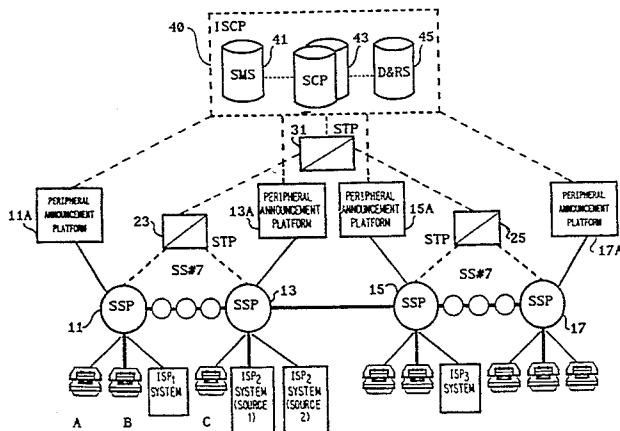 40
ISCP
41
43
45
SMS
SCP
D&RS
31
STP
PERIPHERAL
ANNOUNCEMENT
PLATFORM
11A
23
STP
PERIPHERAL
ANNOUNCEMENT
PLATFORM
13A
PERIPHERAL
ANNOUNCEMENT
PLATFORM
15A
STP
25
PERIPHERAL
ANNOUNCEMENT
PLATFORM
17A
SS#7
SS#7
SSP
11
SSP
13
15
SSP
SSP
17
ISP1
SYSTEM
ISP2
SYSTEM
(SOURCE
1)
ISP2
SYSTEM
(SOURCE 2)
ISP3
SYSTEM
A
B
C